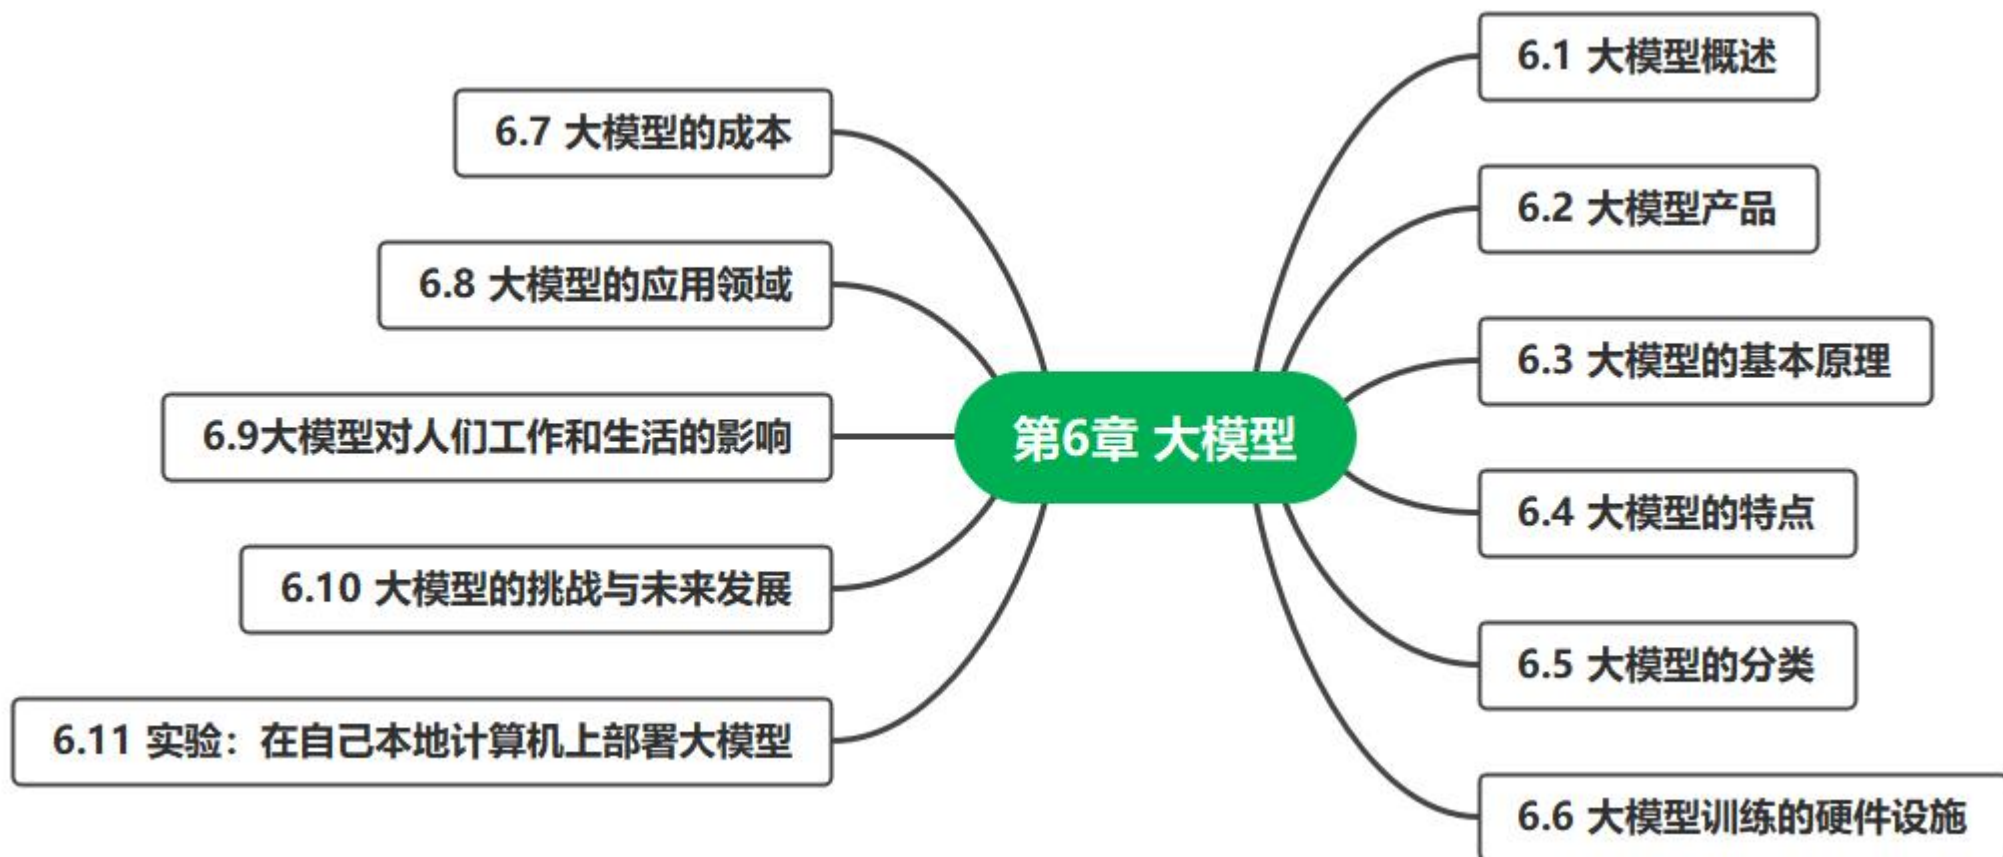 第6章 大模型
6.1 大模型概述
6.2 大模型产品
6.3 大模型的基本原理
6.4 大模型的特点
6.5 大模型的分类
6.6 大模型训练的硬件设施
6.7 大模型的成本
6.8 大模型的应用领域
6.9大模型对人们工作和生活的影响
6.10 大模型的挑战与未来发展
6.11 实验：在自己本地计算机上部署大模型